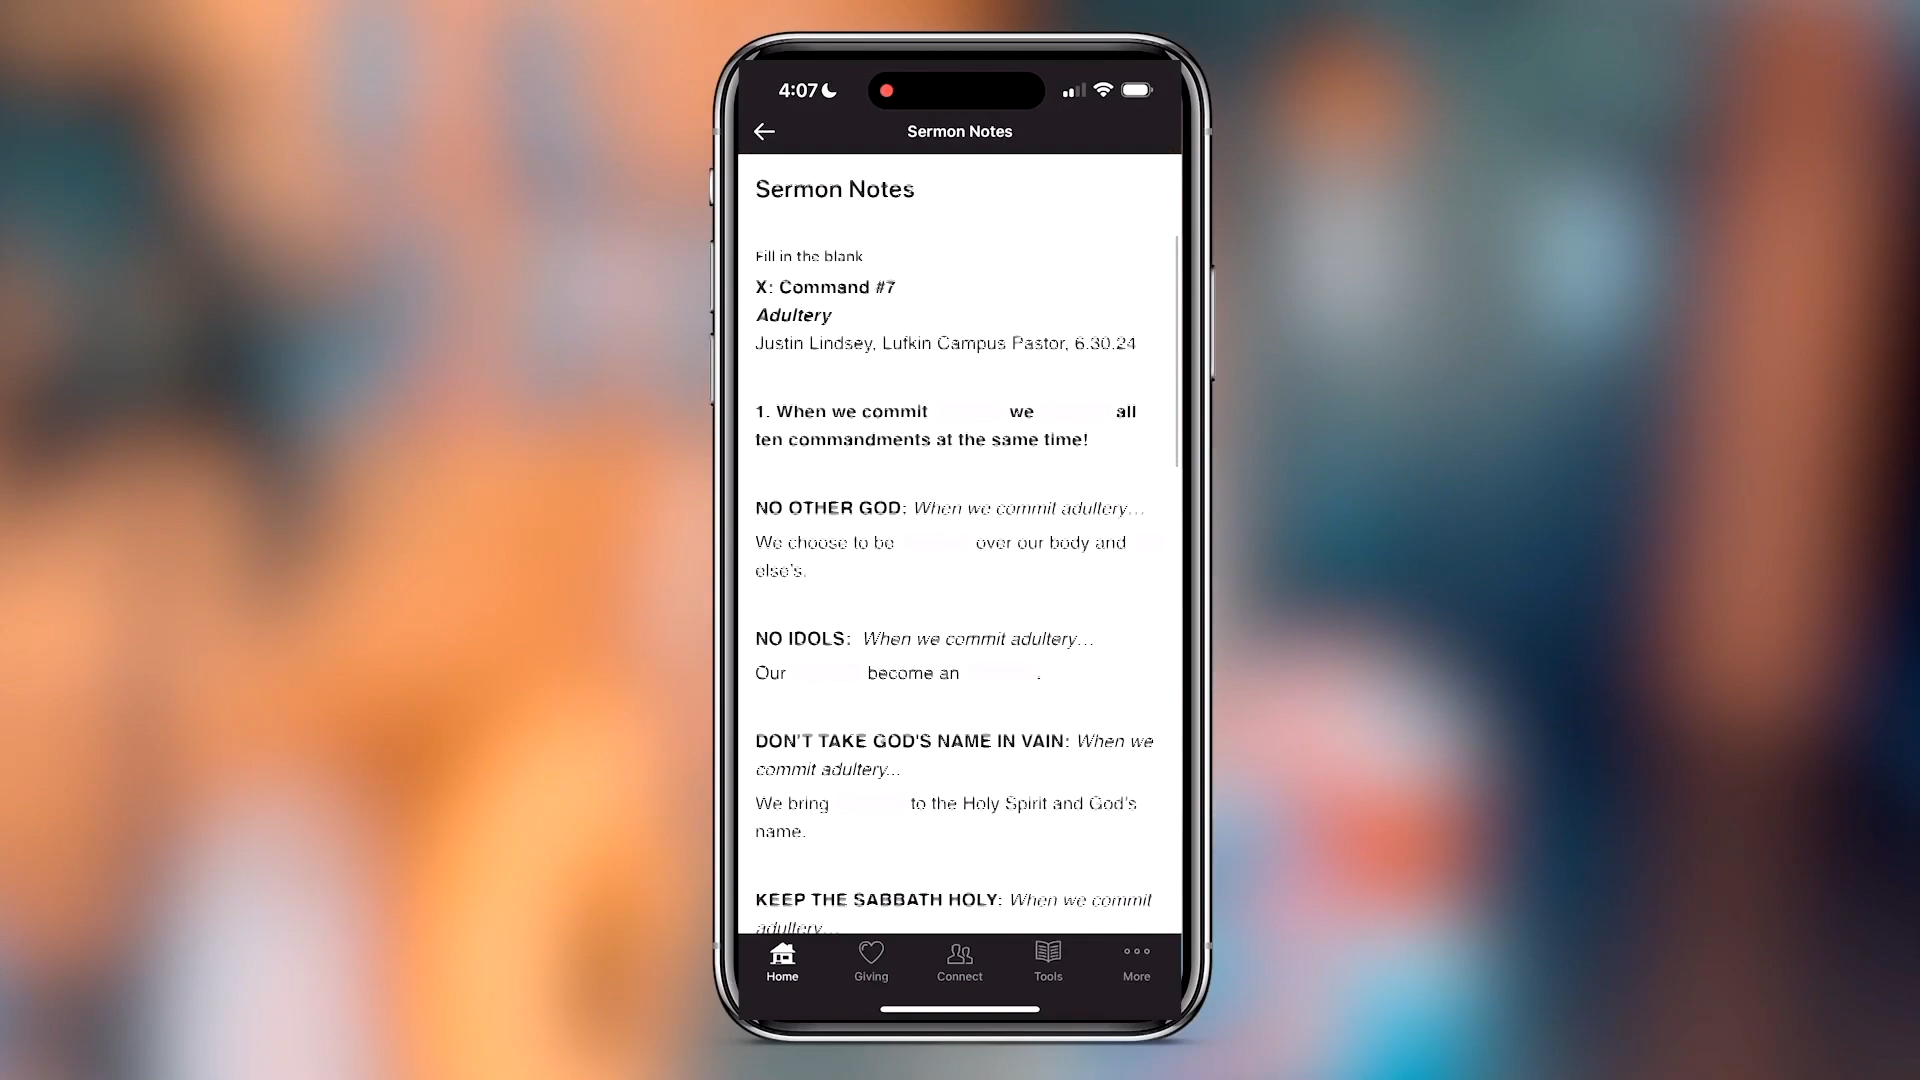 4:07
Sermon Notes
Sermon Notes
Fill in the blank
X: Command #7
Adultery
Justin Lindsey, Lufkin Campus Pastor, 6.30.24
1. When we commit we all
ten commandments at the same time!
NO OTHER GOD: When we commit adultery...
We choose to be over our body and
else's.
NO IDOLS: When we commit adultery...
Our become an .
DON'T TAKE GOD'S NAME IN VAIN: When we
commit adultery...
We bring to the Holy Spirit and God's
name.
KEEP THE SABBATH HOLY: When we commit
adultery...
Home Giving Connect Tools More